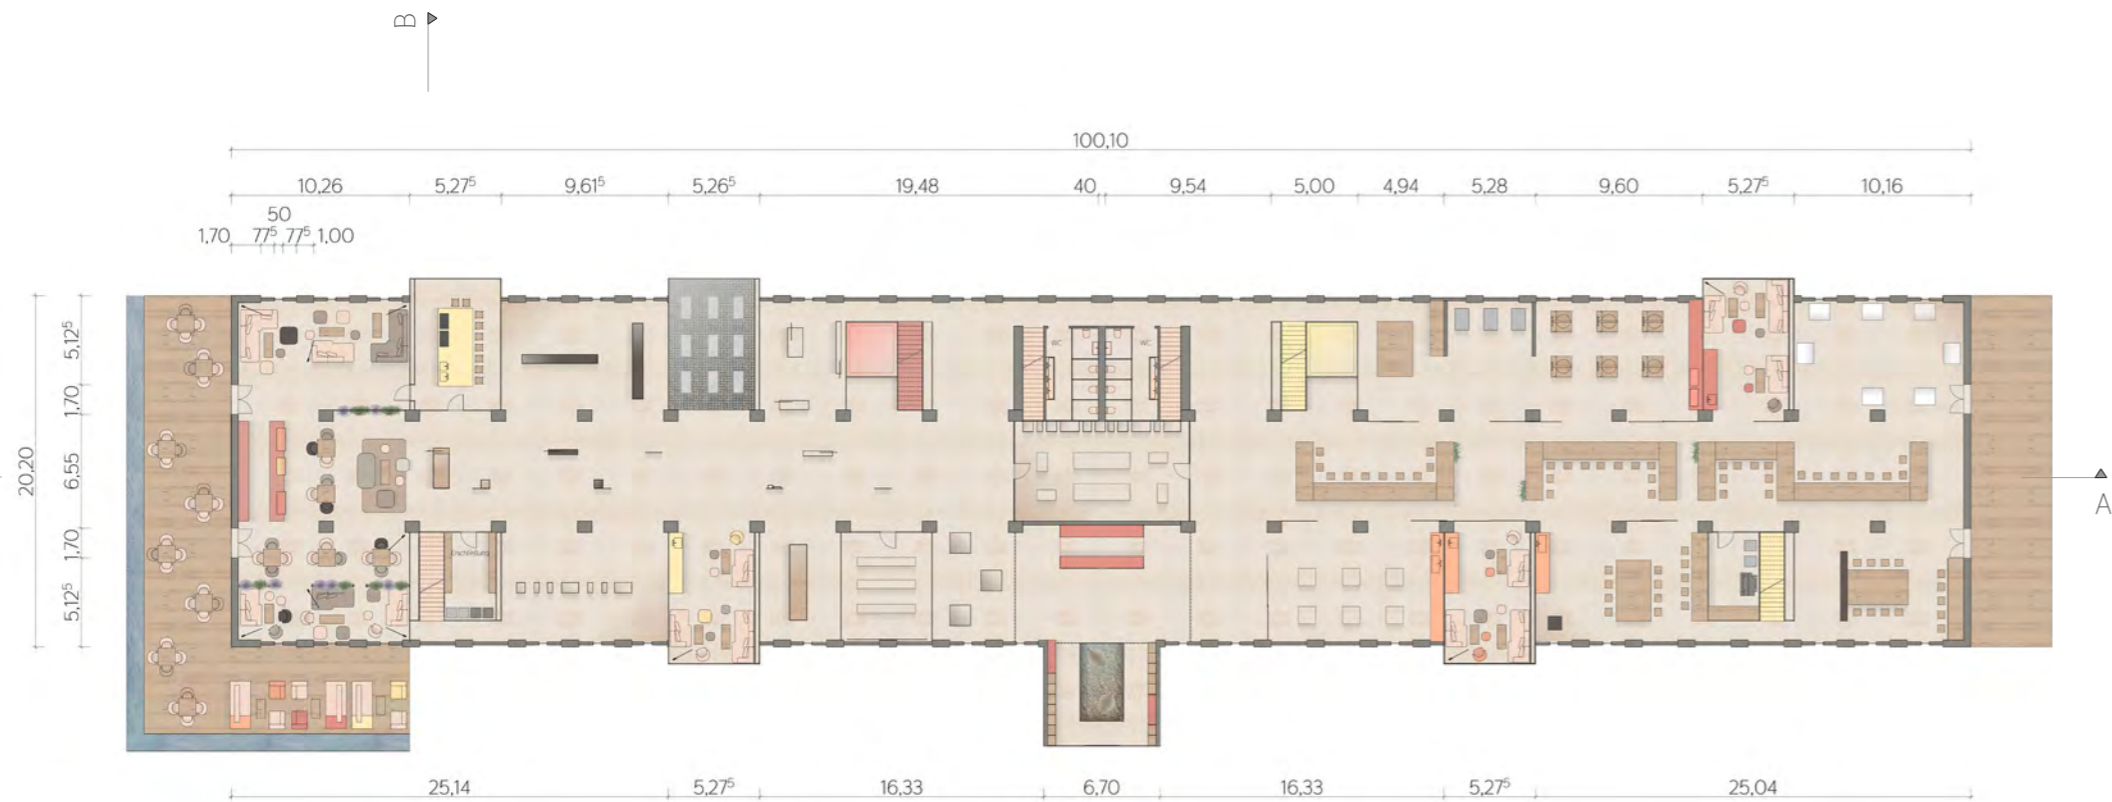 B
100,10
10,26 5,27⁵ 9,61⁵ 5,26⁵ 19,48 40 9,54 5,00 4,94 5,28 9,60 5,27⁵ 10,16
50
1,70 77⁵ 77⁵ 1,00
20,20
5,12⁵
1,70
6,55
1,70
5,12⁵
WC WC
Erschließung
A
25,14 5,27⁵ 16,33 6,70 16,33 5,27⁵ 25,04